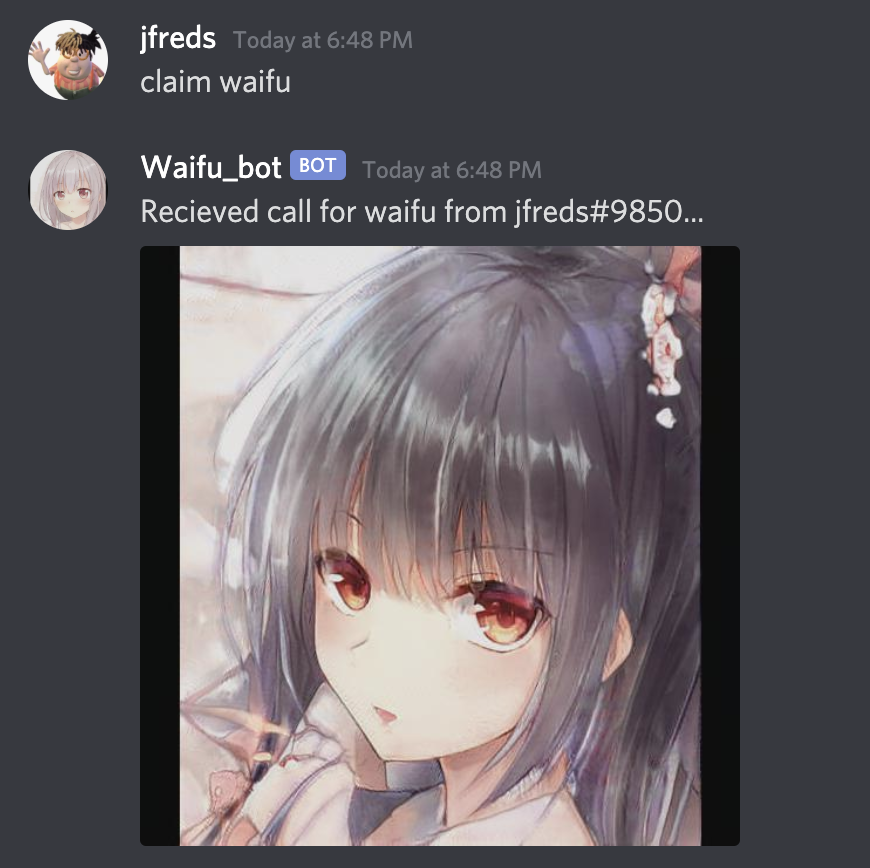 jfreds Today at 6:48 PM
claim waifu
Waifu_bot BOT Today at 6:48 PM
Recieved call for waifu from jfreds#9850...